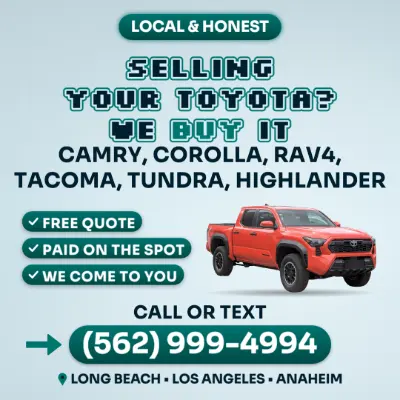 LOCAL & HONEST
SELLING
YOUR TOYOTA?
WE BUY IT
CAMRY, COROLLA, RAV4,
TACOMA, TUNDRA, HIGHLANDER
✓ FREE QUOTE
✓ PAID ON THE SPOT
✓ WE COME TO YOU
CALL OR TEXT
→ (562) 999-4994
LONG BEACH • LOS ANGELES • ANAHEIM